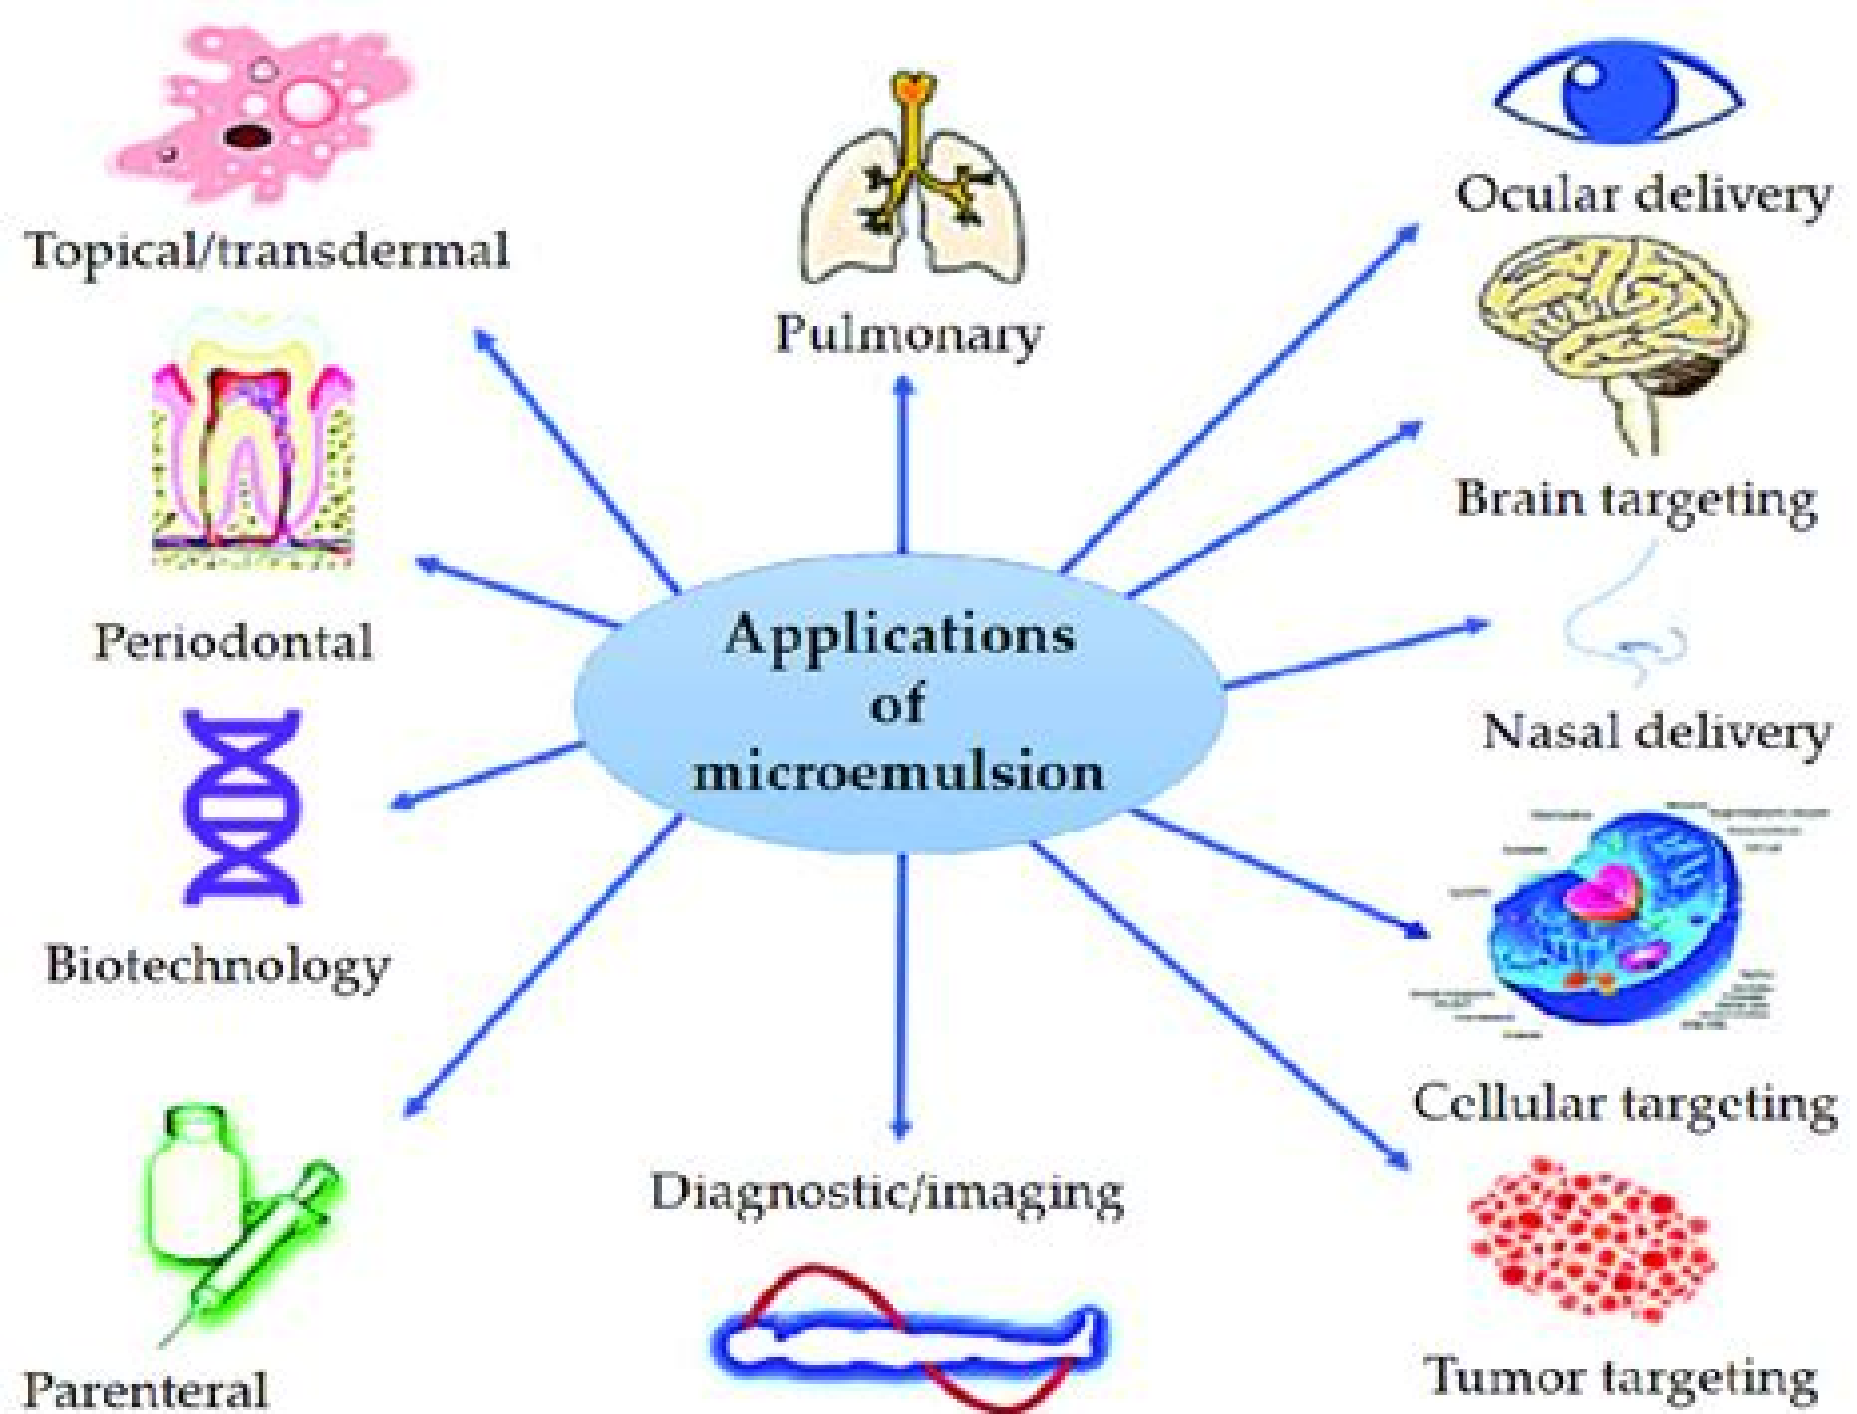 Topical/transdermal
Pulmonary
Ocular delivery
Brain targeting
Periodontal
Applications
of
microemulsion
Nasal delivery
Biotechnology
Cellular targeting
Diagnostic/imaging
Parenteral
Tumor targeting